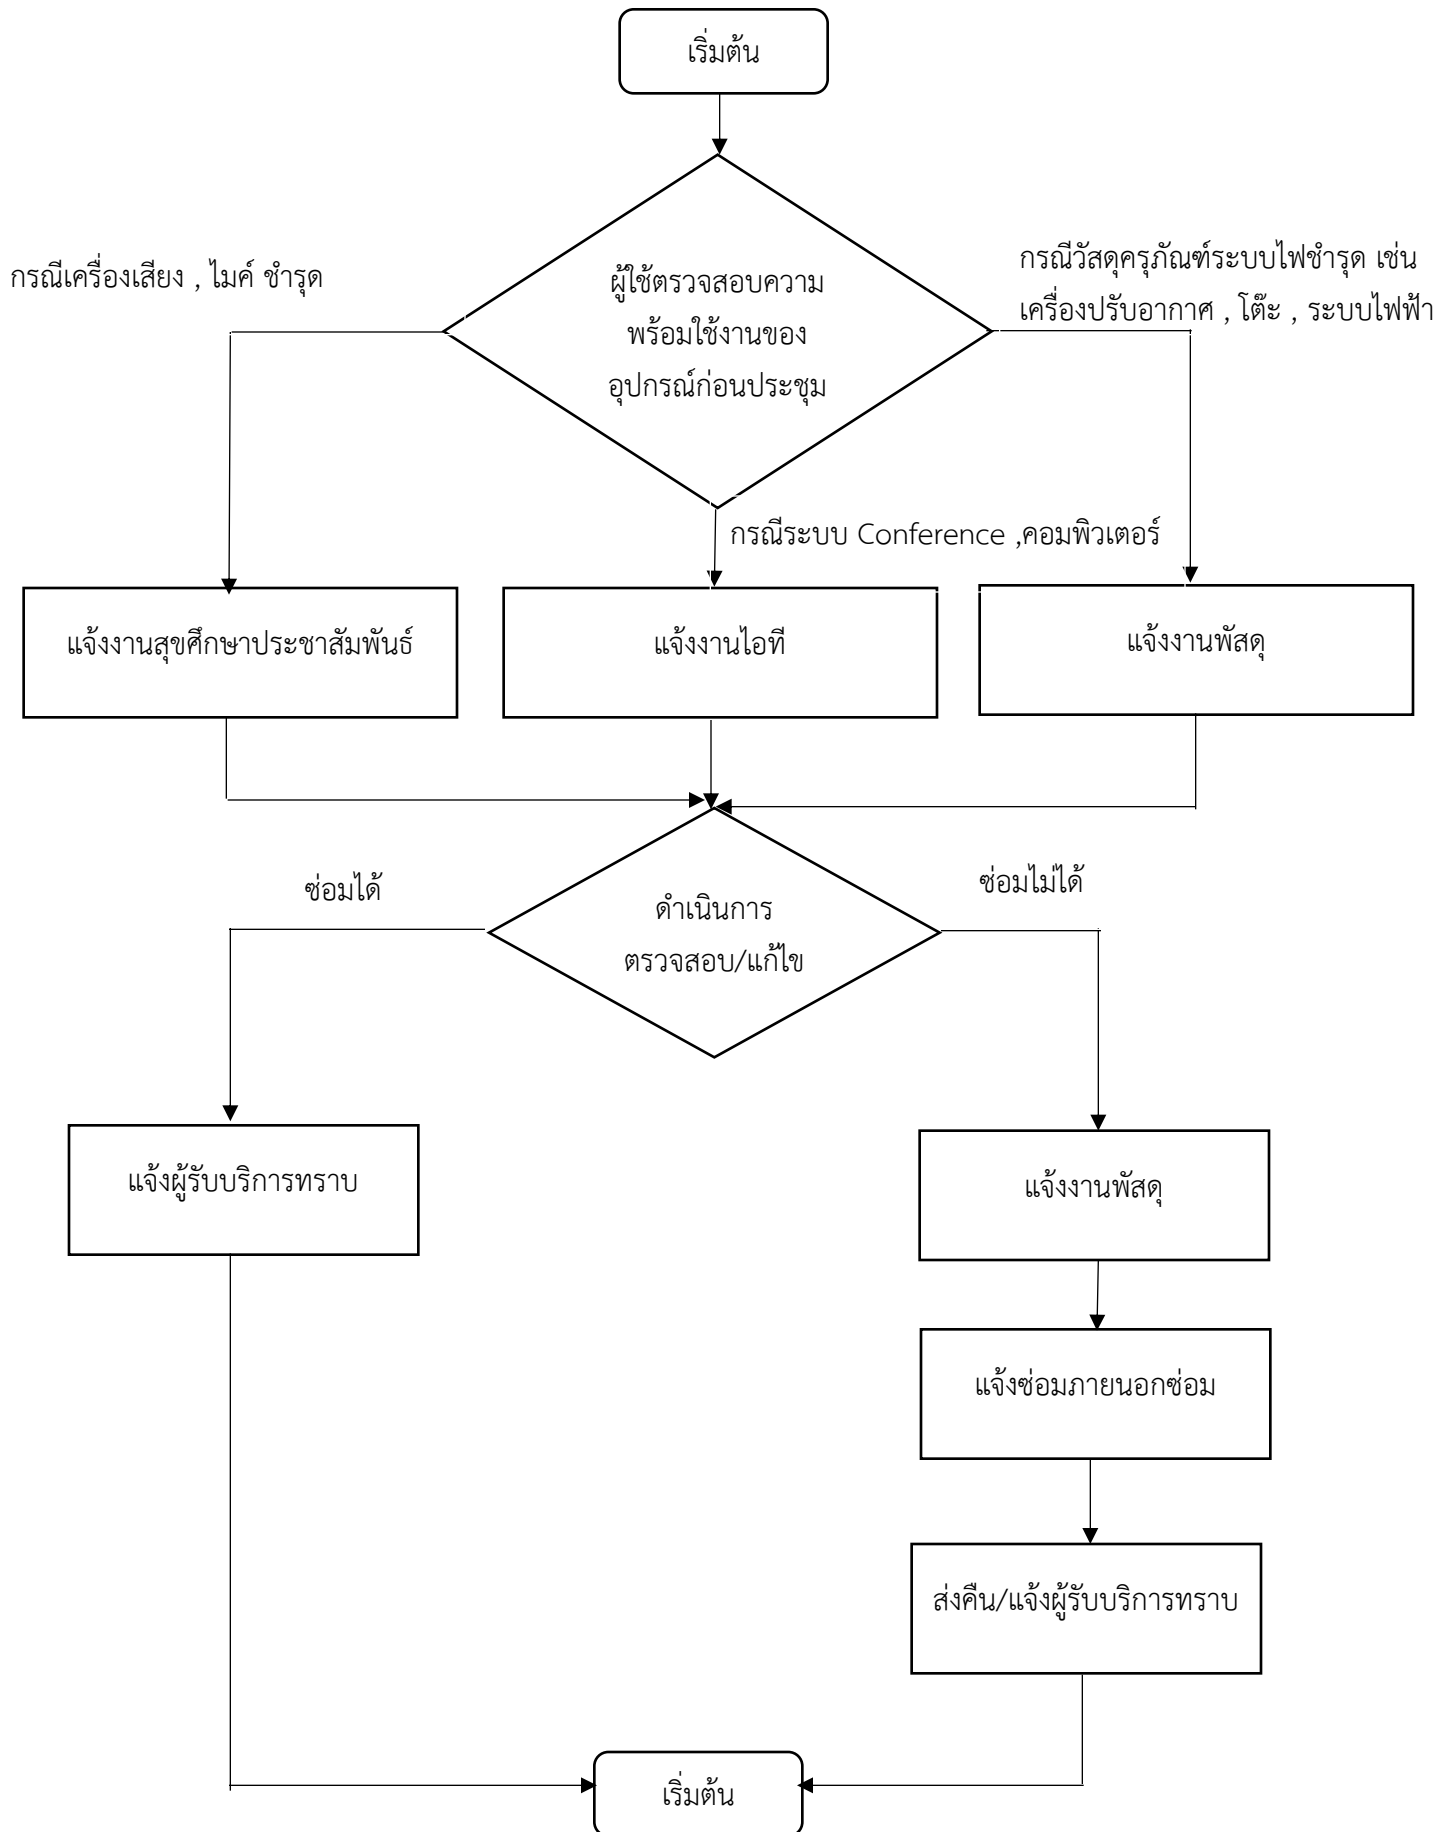 เริ่มต้น
กรณีเครื่องเสียง , ไมค์ ชำรุด
ผู้ใช้ตรวจสอบความ
พร้อมใช้งานของ
อุปกรณ์ก่อนประชุม
กรณีวัสดุครุภัณฑ์ระบบไฟชำรุด เช่น
เครื่องปรับอากาศ , โต๊ะ , ระบบไฟฟ้า
กรณีระบบ Conference ,คอมพิวเตอร์
แจ้งงานสุขศึกษาประชาสัมพันธ์
แจ้งงานไอที
แจ้งงานพัสดุ
ซ่อมได้
ดำเนินการ
ตรวจสอบ/แก้ไข
ซ่อมไม่ได้
แจ้งผู้รับบริการทราบ
แจ้งงานพัสดุ
แจ้งซ่อมภายนอกซ่อม
ส่งคืน/แจ้งผู้รับบริการทราบ
เริ่มต้น